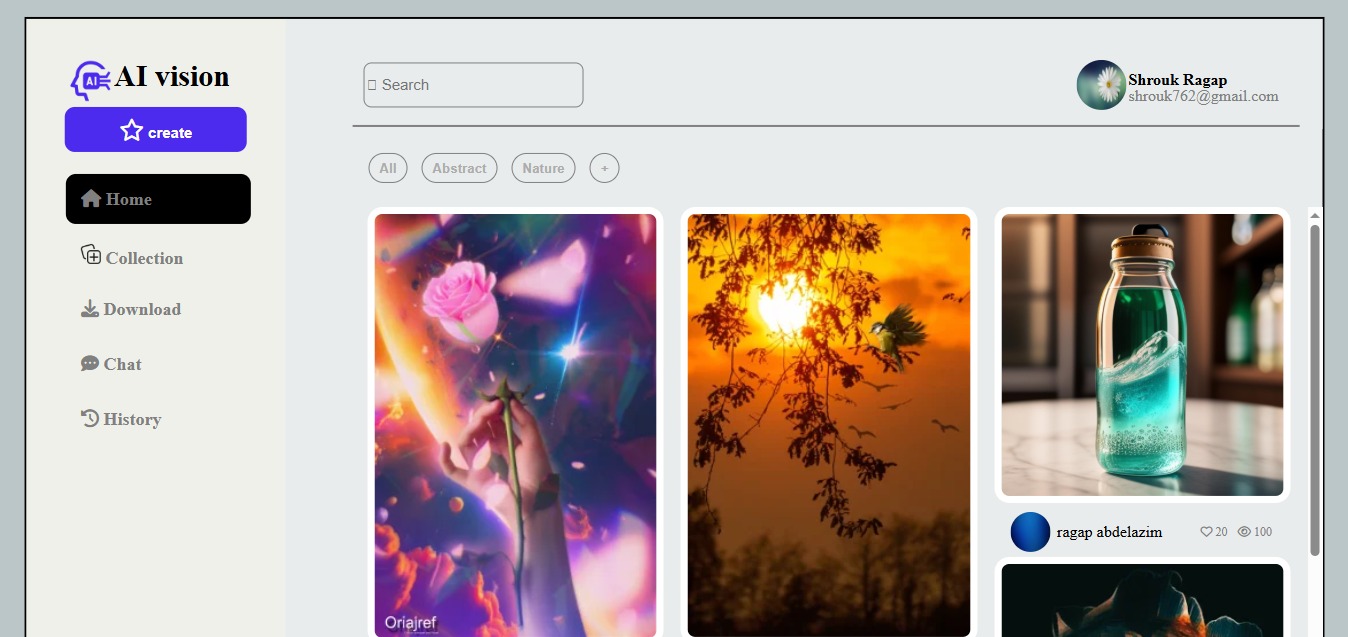 AI
AI vision
create
Home
Collection
Download
Chat
History
Search
Shrouk Ragap
shrouk762@gmail.com
All
Abstract
Nature
+
Oriajref
ragap abdelazim
20
100